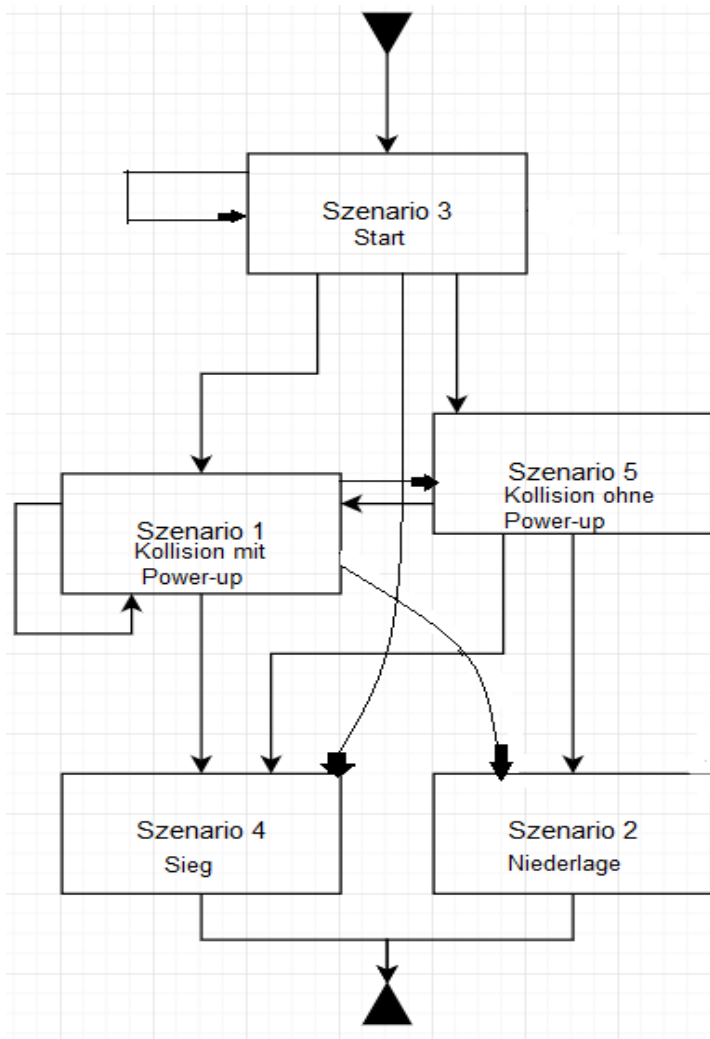 Szenario 3
Start
Szenario 5
Kollision ohne
Power-up
Szenario 1
Kollision mit
Power-up
Szenario 4
Sieg
Szenario 2
Niederlage